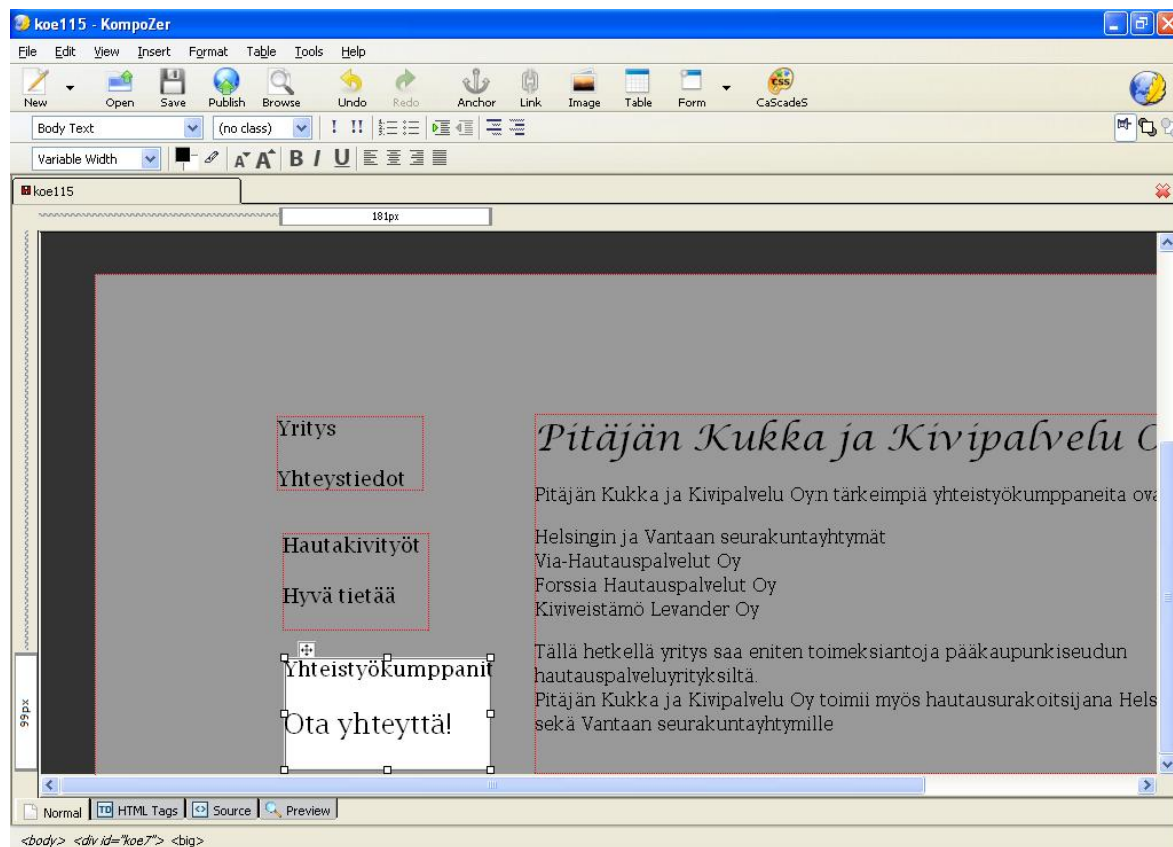 koe115 - KompoZer
File Edit View Insert Format Table Tools Help
New Open Save Publish Browse Undo Redo Anchor Link Image Table Form CaScadeS
Body Text (no class)
Variable Width
koe115
181px
Yritys
Yhteystiedot
Hautakivityöt
Hyvä tietää
Yhteistyökumppanit
Ota yhteyttä!
99px
Pitäjän Kukka ja Kivipalvelu O
Pitäjän Kukka ja Kivipalvelu Oy:n tärkeimpiä yhteistyökumppaneita ova
Helsingin ja Vantaan seurakuntayhtymät
Via-Hautauspalvelut Oy
Forssia Hautauspalvelut Oy
Kiviveistämö Levander Oy
Tällä hetkellä yritys saa eniten toimeksiantoja pääkaupunkiseudun
hautauspalveluyrityksiltä.
Pitäjän Kukka ja Kivipalvelu Oy toimii myös hautausurakoitsijana Hels
sekä Vantaan seurakuntayhtymille
Normal HTML Tags Source Preview
<body> <div id="koe7"> <big>